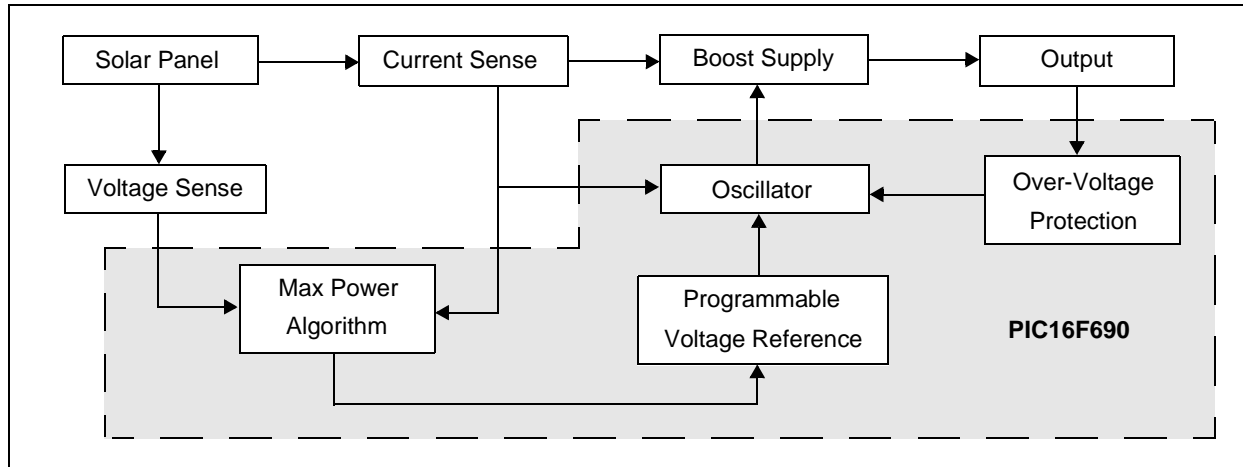 Solar Panel
Current Sense
Boost Supply
Output
Voltage Sense
Oscillator
Over-Voltage
Protection
Max Power
Algorithm
Programmable
Voltage Reference
PIC16F690